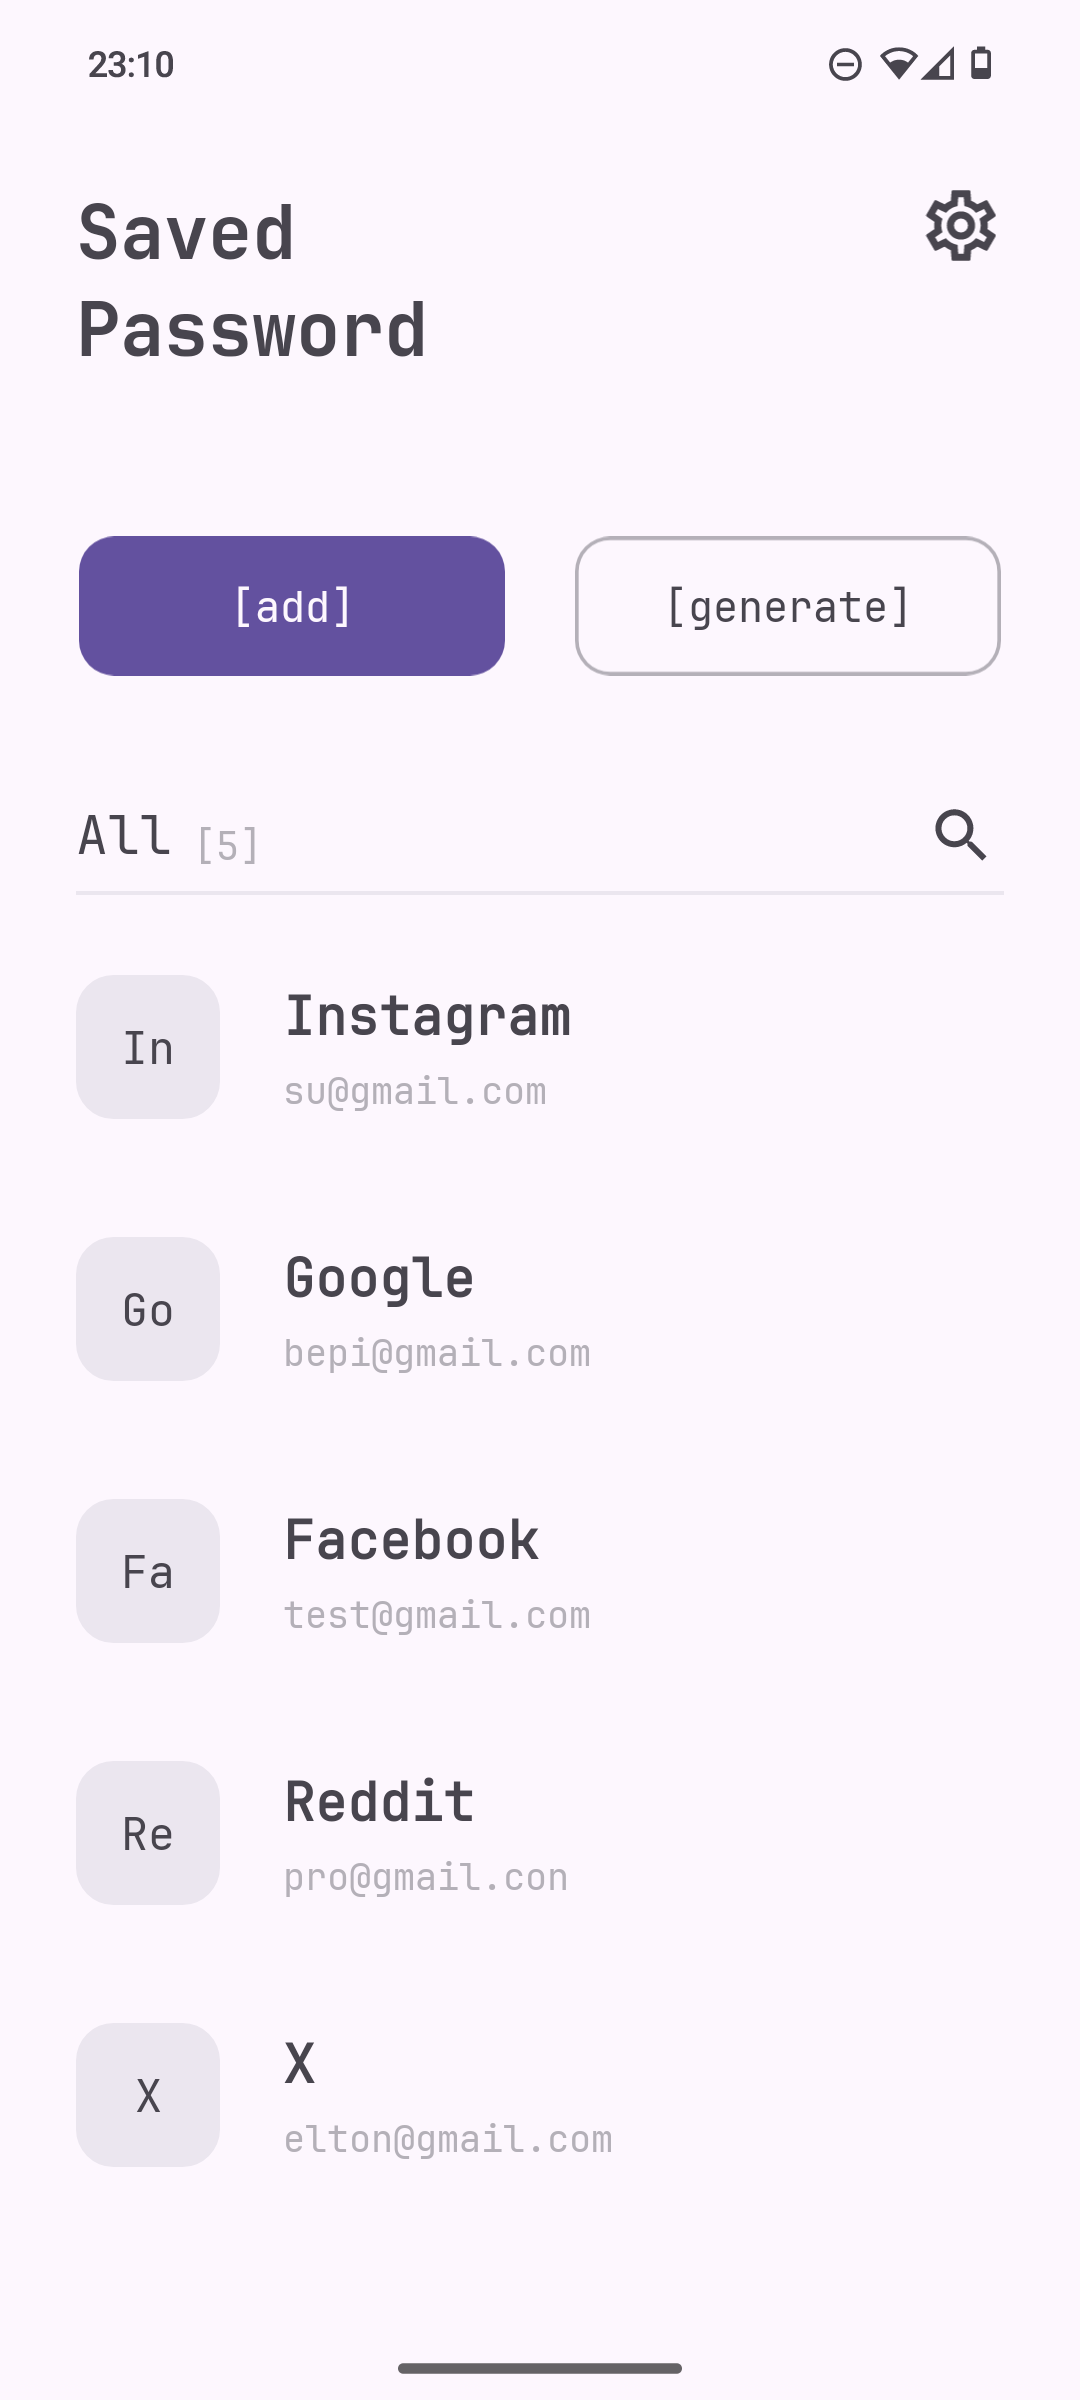 23:10
Saved
Password
[add] [generate]
All [5]
In
Instagram
su@gmail.com
Go
Google
bepi@gmail.com
Fa
Facebook
test@gmail.com
Re
Reddit
pro@gmail.con
X
X
elton@gmail.com